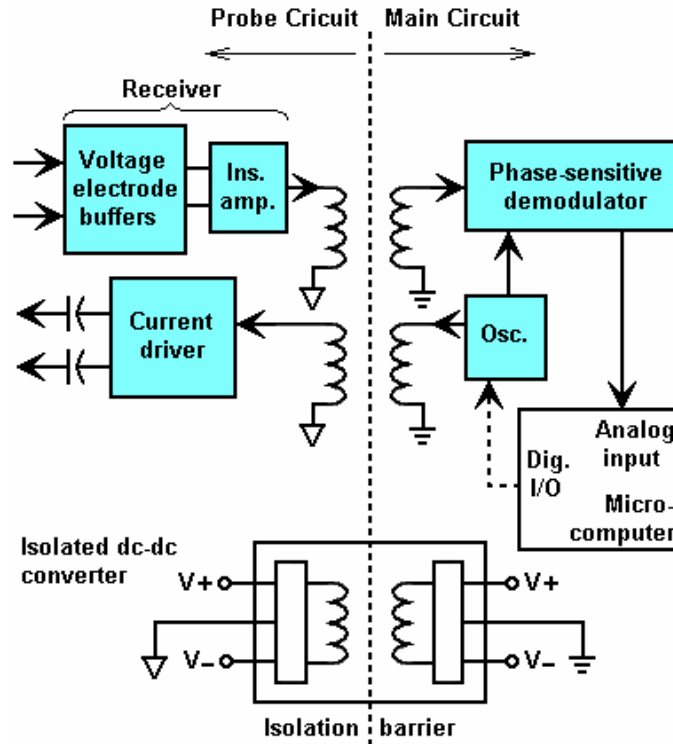 Probe Cricuit
Main Circuit
Receiver
Voltage
electrode
buffers
Ins.
amp.
Phase-sensitive
demodulator
Current
driver
Osc.
Analog
input
Dig.
I/O
Micro-
computer
Isolated dc-dc
converter
V+
V+
V–
V–
Isolation
barrier